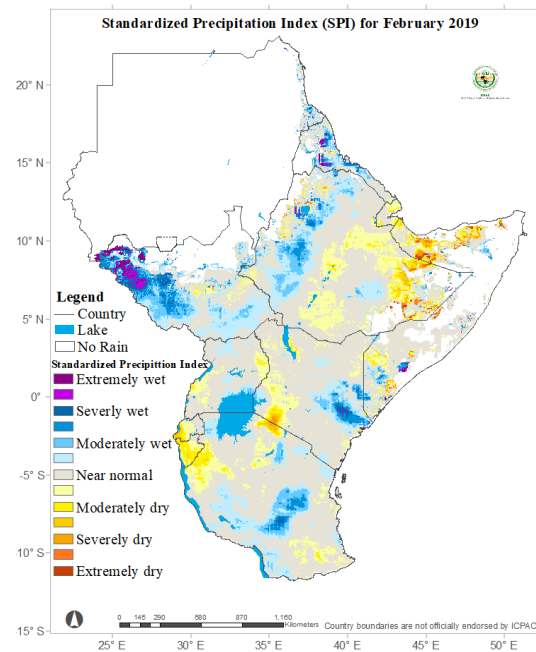 Standardized Precipitation Index (SPI) for February 2019
20° N
15° N
10° N
5° N
0°
-5° S
10° S
15° S
Legend
Country
Lake
No Rain
Standardized Precipittion Index
Extremely wet
Severly wet
Moderately wet
Near normal
Moderately dry
Severely dry
Extremely dry
0 145 290 580 870 1,160
Kilometers
Country boundaries are not officially endorsed by ICPAC
25° E 30° E 35° E 40° E 45° E 50° E